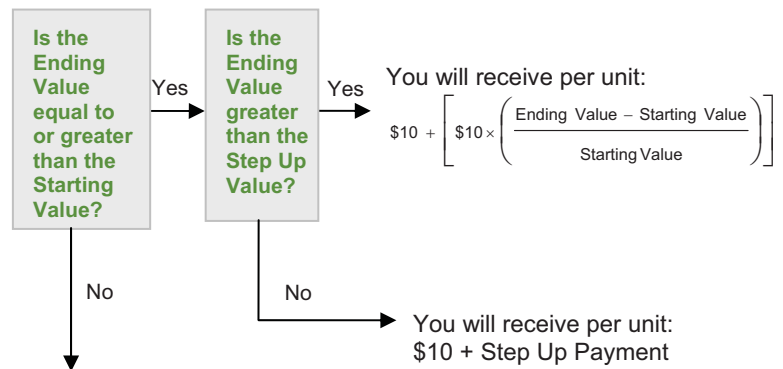 Is the
Ending
Value
equal to
or greater
than the
Starting
Value?
Yes
Is the
Ending
Value
greater
than the
Step Up
Value?
Yes
You will receive per unit:
$10 + [ $10 × ( Ending Value – Starting Value
Starting Value ) ]
No
No
You will receive per unit:
$10 + Step Up Payment